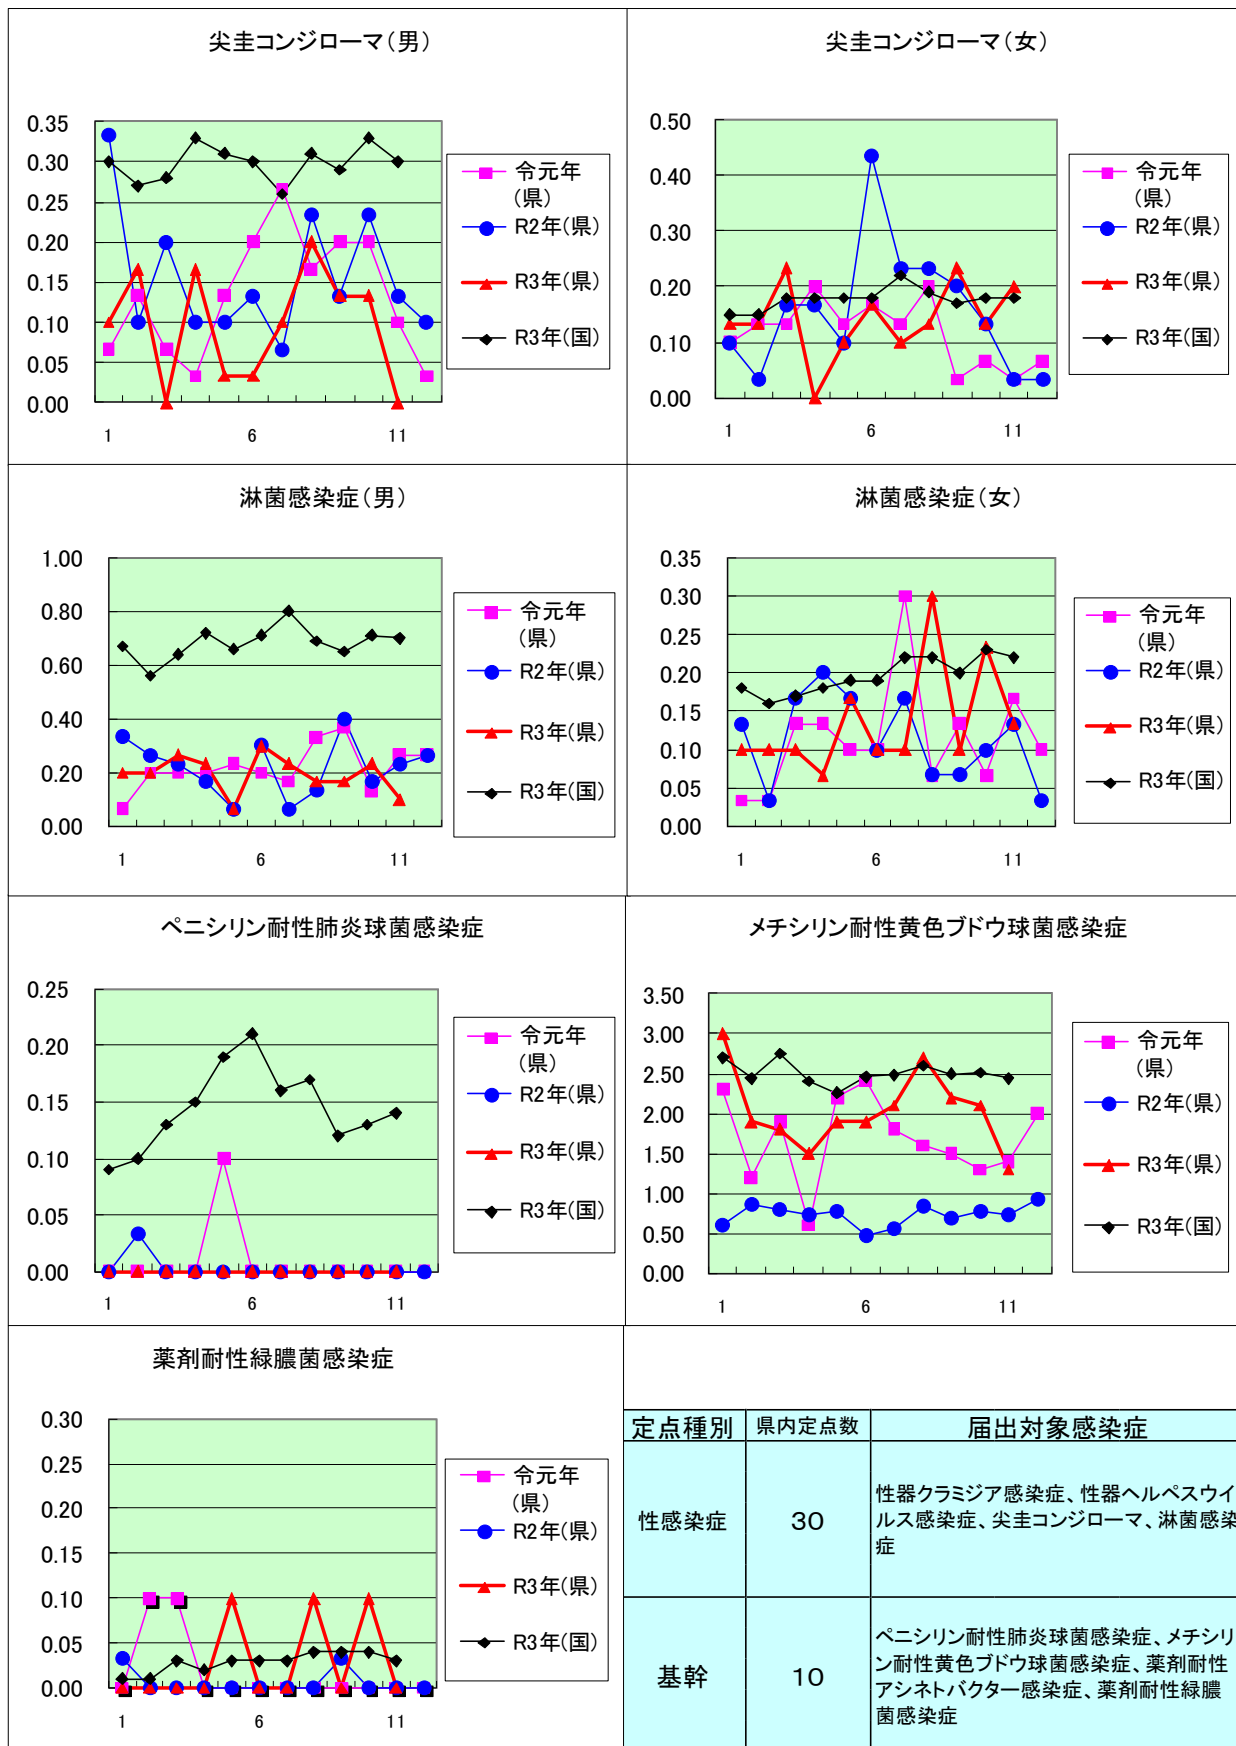 尖圭コンジローマ（男）
0.35
0.30
0.25
0.20
0.15
0.10
0.05
0.00
1
6
11
令元年
(県)
R2年(県)
R3年(県)
R3年(国)
尖圭コンジローマ（女）
0.50
0.40
0.30
0.20
0.10
0.00
1
6
11
令元年
(県)
R2年(県)
R3年(県)
R3年(国)
淋菌感染症（男）
1.00
0.80
0.60
0.40
0.20
0.00
1
6
11
令元年
(県)
R2年(県)
R3年(県)
R3年(国)
淋菌感染症（女）
0.35
0.30
0.25
0.20
0.15
0.10
0.05
0.00
1
6
11
令元年
(県)
R2年(県)
R3年(県)
R3年(国)
ペニシリン耐性肺炎球菌感染症
0.25
0.20
0.15
0.10
0.05
0.00
1
6
11
令元年
(県)
R2年(県)
R3年(県)
R3年(国)
メチシリン耐性黄色ブドウ球菌感染症
3.50
3.00
2.50
2.00
1.50
1.00
0.50
0.00
1
6
11
令元年
(県)
R2年(県)
R3年(県)
R3年(国)
薬剤耐性緑膿菌感染症
0.30
0.25
0.20
0.15
0.10
0.05
0.00
1
6
11
令元年
(県)
R2年(県)
R3年(県)
R3年(国)
定点種別 県内定点数 届出対象感染症
性感染症 30 性器クラミジア感染症、性器ヘルペスウイ
ルス感染症、尖圭コンジローマ、淋菌感染
症
基幹 10 ペニシリン耐性肺炎球菌感染症、メチシリ
ン耐性黄色ブドウ球菌感染症、薬剤耐性
アシネトバクター感染症、薬剤耐性緑膿
菌感染症